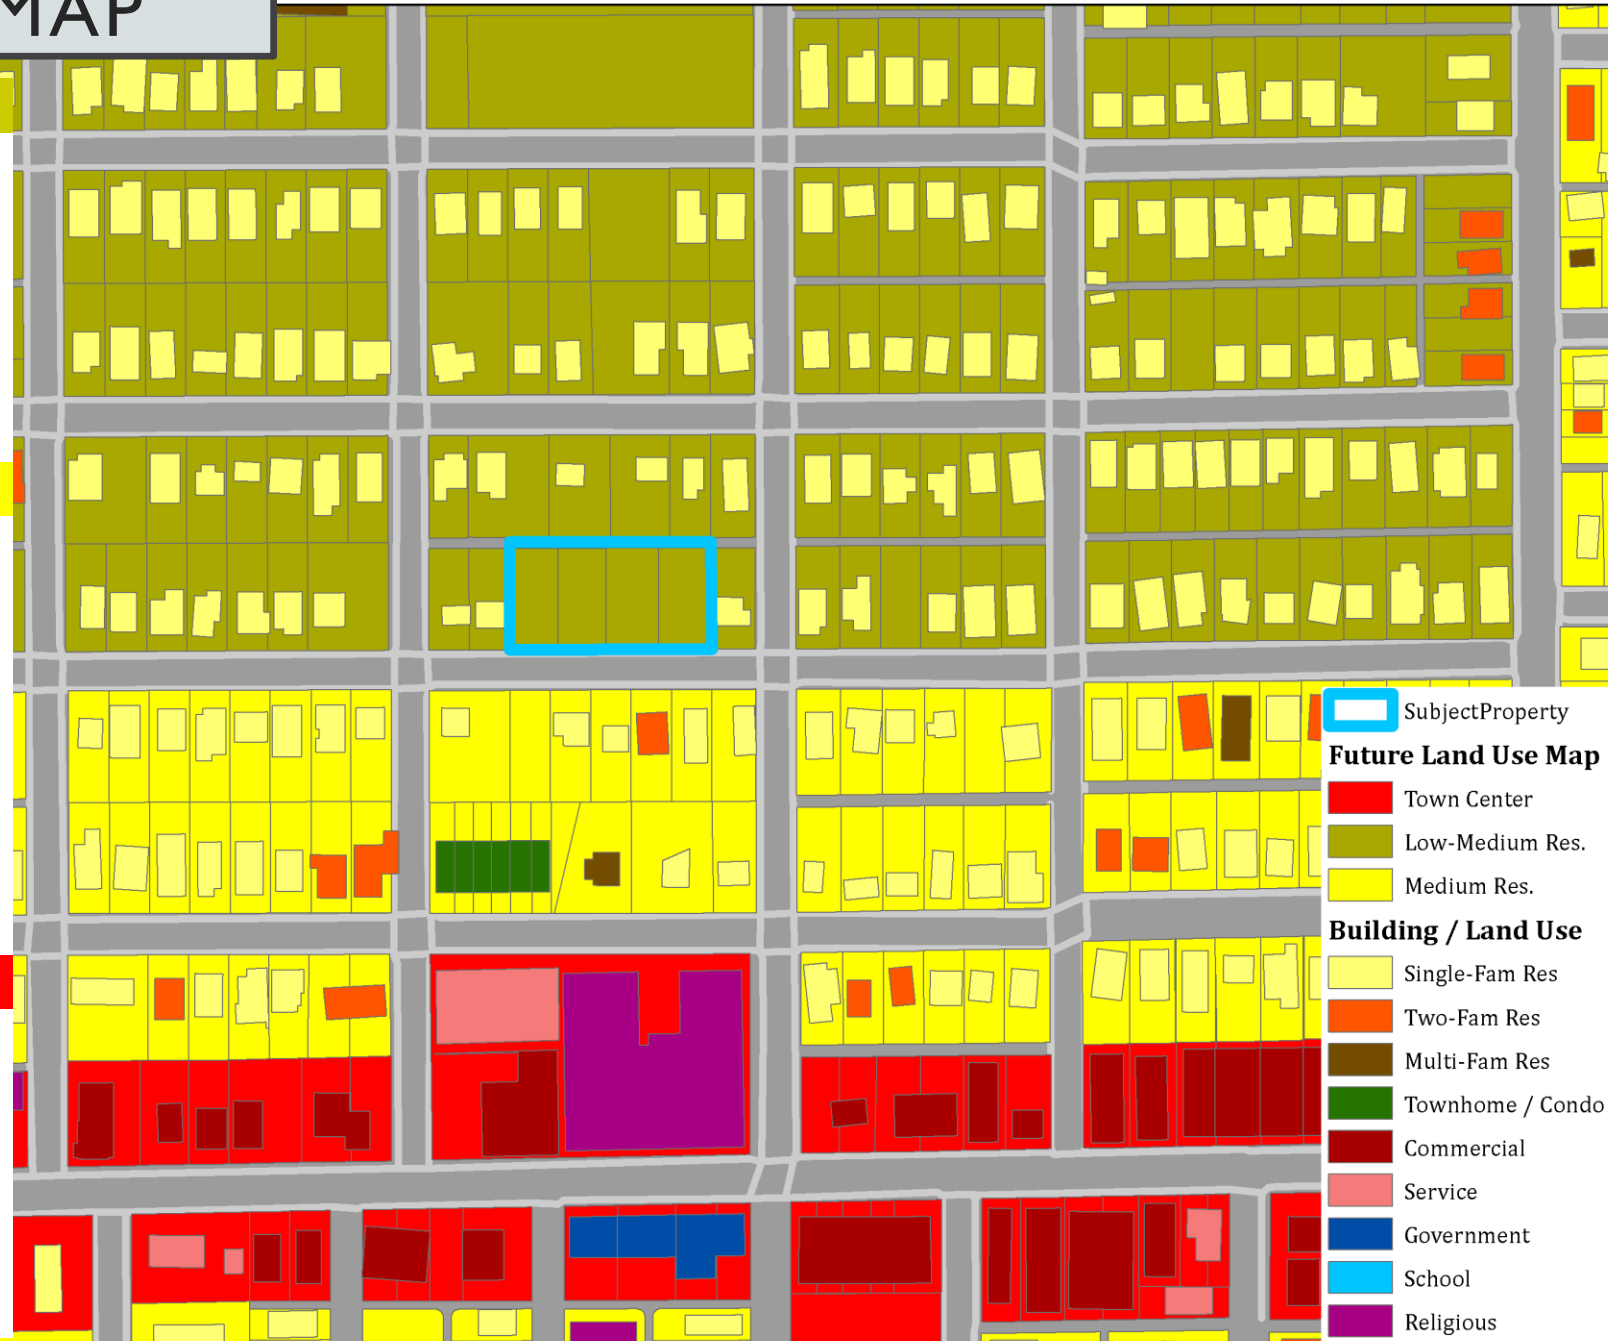 MAP
SubjectProperty
Future Land Use Map
Town Center
Low-Medium Res.
Medium Res.
Building / Land Use
Single-Fam Res
Two-Fam Res
Multi-Fam Res
Townhome / Condo
Commercial
Service
Government
School
Religious